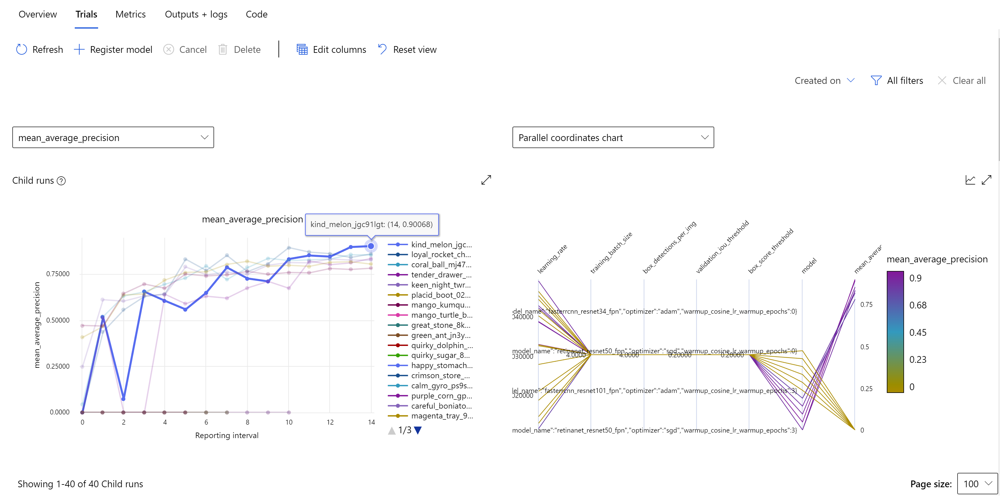 Overview Trials Metrics Outputs + logs Code
Refresh Register model Cancel Delete Edit columns Reset view
Created on All filters Clear all
mean_average_precision
Parallel coordinates chart
Child runs
mean_average_precision
kind_melon_jgc91lgt: (14, 0.90068)
mean_average_precision
0.75000
0.50000
0.25000
0.0000
0 2 4 6 8 10 12 14
Reporting interval
kind_melon_jgc...
loyal_rocket_ch...
coral_ball_mj47...
tender_drawer_...
keen_night_twr...
placid_boot_02...
mango_kumqu...
mango_turtle_b...
great_stone_8k...
green_ant_jn3y...
quirky_dolphin_...
quirky_sugar_8...
happy_stomach...
crimson_store_...
calm_gyro_ps9s...
purple_corn_gp...
careful_boniato...
magenta_tray_9...
1/3
learning_rate
training_batch_size
box_detections_per_img
validation_iou_threshold
box_score_threshold
model
mean_averag
del_name":"fasterrcnn_resnet34_fpn","optimizer":"adam","warmup_cosine_lr_warmup_epochs":0}
040000
model_name":"retinanet_resnet50_fpn","optimizer":"sgd","warmup_cosine_lr_warmup_epochs":0}
030000 4.0000 4.0000 0.20000 0.20000
el_name":"fasterrcnn_resnet101_fpn","optimizer":"adam","warmup_cosine_lr_warmup_epochs":3}
020000
model_name":"retinanet_resnet50_fpn","optimizer":"sgd","warmup_cosine_lr_warmup_epochs":3}
0.75
0.5
0.25
0
mean_average_precision
0.9
0.68
0.45
0.23
0
Showing 1-40 of 40 Child runs
Page size: 100